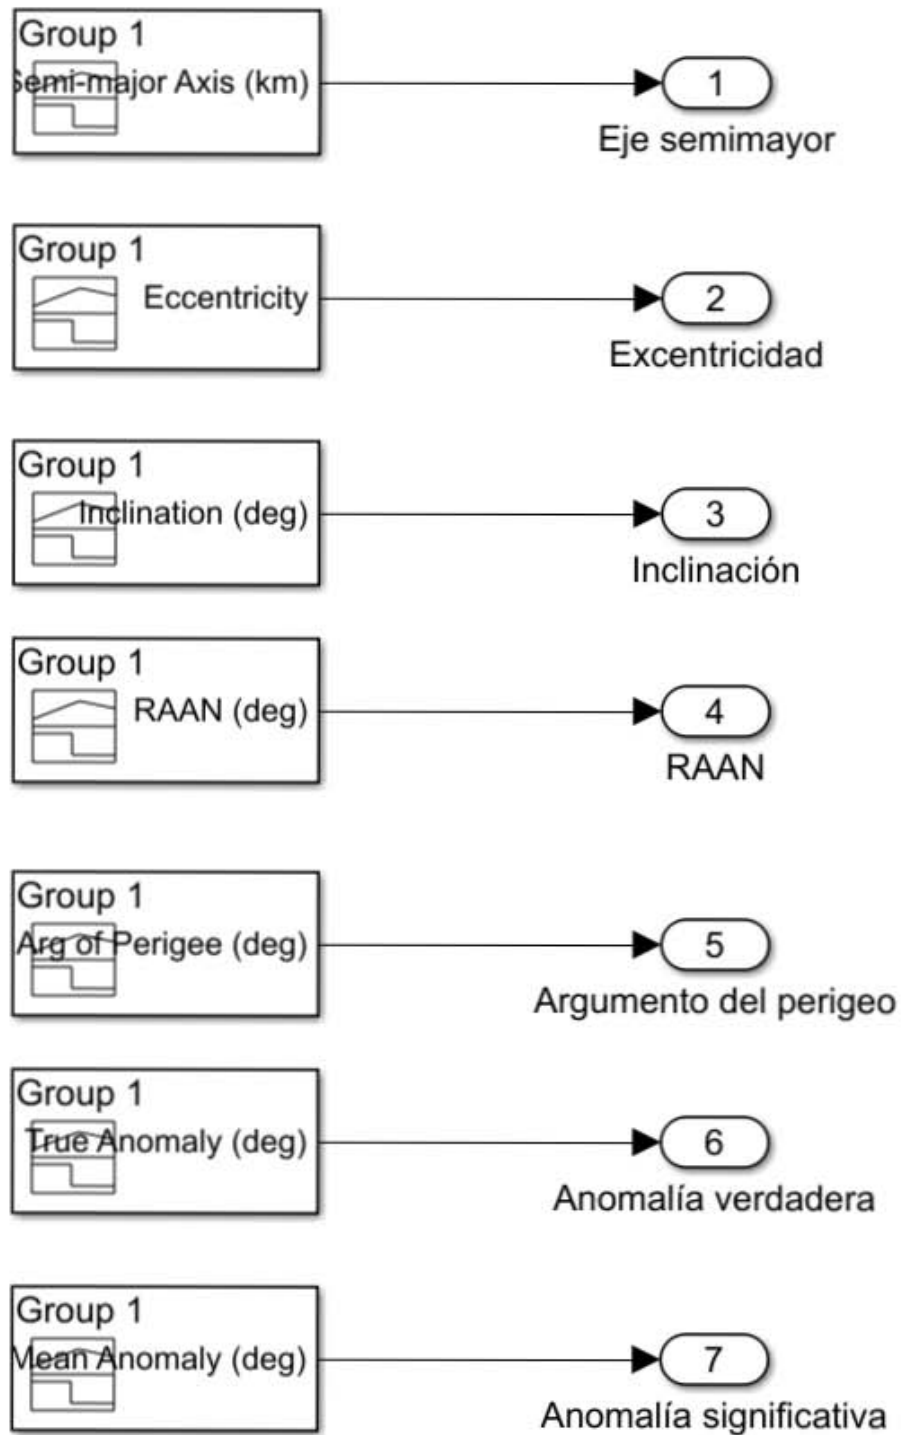 Group 1
Semi-major Axis (km)
1
Eje semimayor
Group 1
Eccentricity
2
Excentricidad
Group 1
Inclination (deg)
3
Inclinación
Group 1
RAAN (deg)
4
RAAN
Group 1
Arg of Perigee (deg)
5
Argumento del perigeo
Group 1
True Anomaly (deg)
6
Anomalía verdadera
Group 1
Mean Anomaly (deg)
7
Anomalía significativa